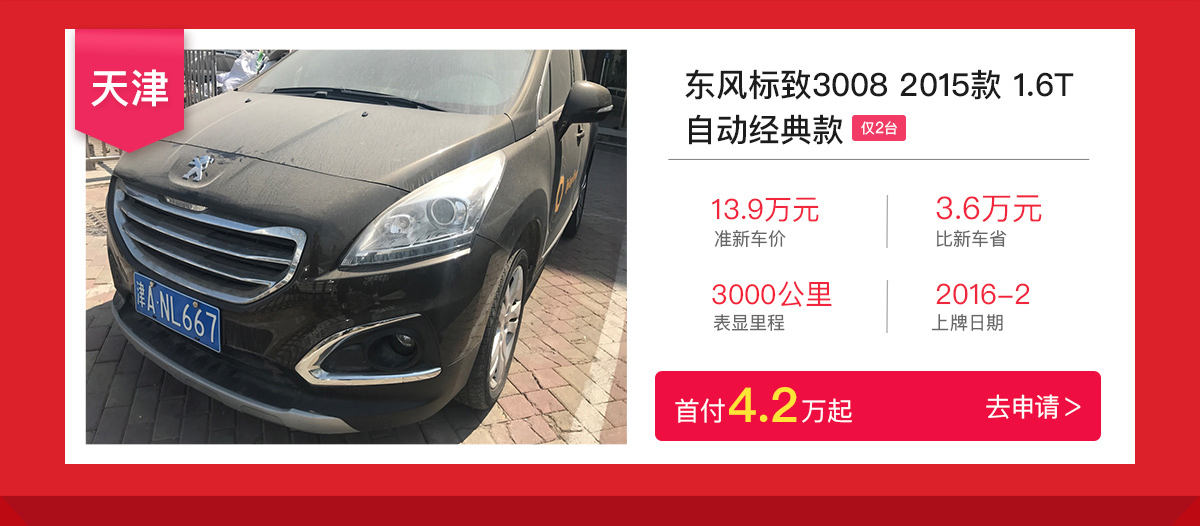 天津
东风标致3008 2015款 1.6T
自动经典款 仅2台
13.9万元
准新车价
3.6万元
比新车省
3000公里
表显里程
2016-2
上牌日期
首付4.2万起
去申请>
津A·NL667